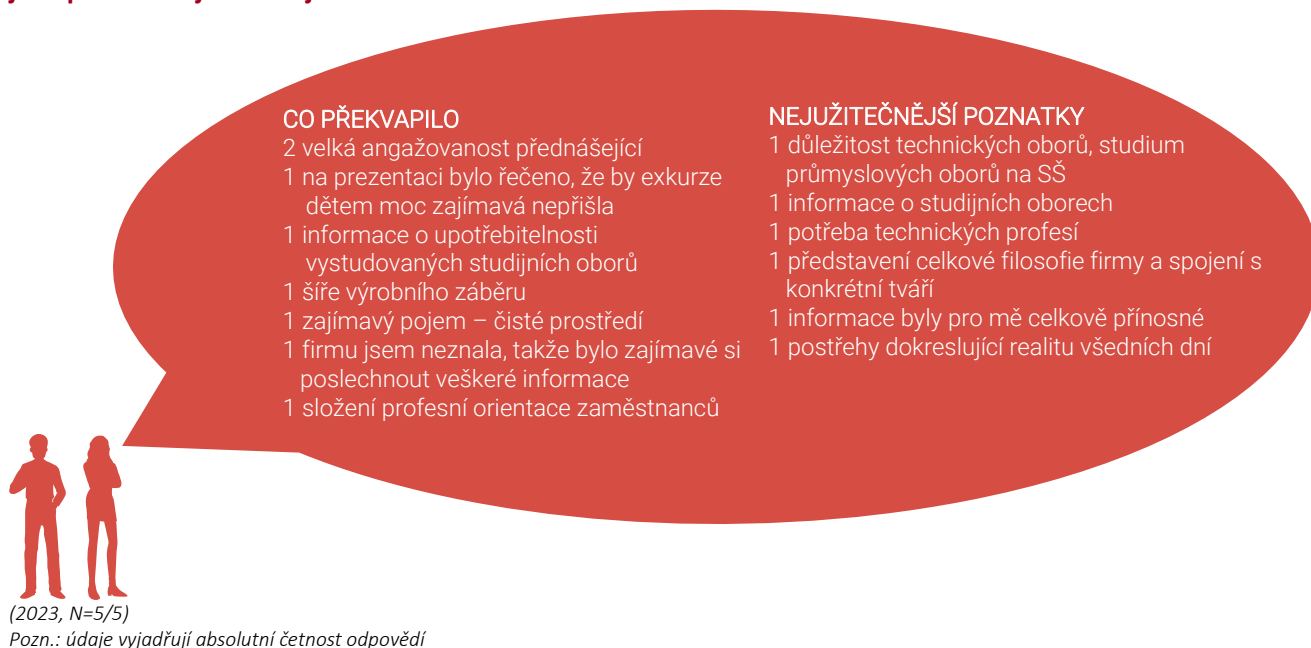 CO PŘEKVAPILO
2 velká angažovanost přednášející
1 na prezentaci bylo řečeno, že by exkurze
dětem moc zajímavá nepřišla
1 informace o upotřebitelnosti
vystudovaných studijních oborů
1 šíře výrobního záběru
1 zajímavý pojem – čisté prostředí
1 firmu jsem neznala, takže bylo zajímavé si
poslechnout veškeré informace
1 složení profesní orientace zaměstnanců
NEJUŽITEČNĚJŠÍ POZNATKY
1 důležitost technických oborů, studium
průmyslových oborů na SŠ
1 informace o studijních oborech
1 potřeba technických profesí
1 představení celkové filosofie firmy a spojení s
konkrétní tváří
1 informace byly pro mě celkově přínosné
1 postřehy dokreslující realitu všedních dní
(2023, N=5/5)
Pozn.: údaje vyjadřují absolutní četnost odpovědí